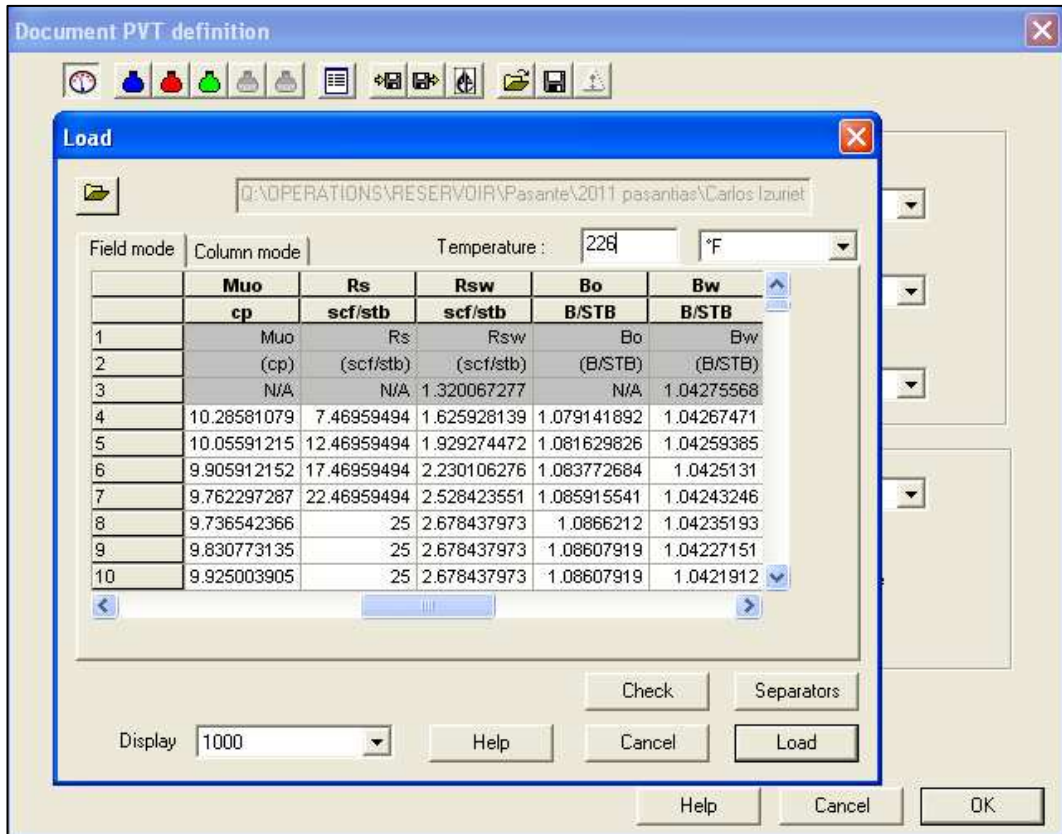 Document PVT definition
Load
Q:\OPERATIONS\RESERVOIR\Pasante\2011 pasantias\Carlos Izuriet
Field mode Column mode Temperature : 226 °F
Muo Rs Rsw Bo Bw
cp scf/stb scf/stb B/STB B/STB
1 Muo Rs Rsw Bo Bw
2 (cp) (scf/stb) (scf/stb) (B/STB) (B/STB)
3 N/A N/A 1.320067277 N/A 1.04275568
4 10.28581079 7.46959494 1.625928139 1.079141892 1.04267471
5 10.05591215 12.46959494 1.929274472 1.081629826 1.04259385
6 9.905912152 17.46959494 2.230106276 1.083772684 1.0425131
7 9.762297287 22.46959494 2.528423551 1.085915541 1.04243246
8 9.736542366 25 2.678437973 1.0866212 1.04235193
9 9.830773135 25 2.678437973 1.08607919 1.04227151
10 9.925003905 25 2.678437973 1.08607919 1.0421912
Check Separators
Display 1000 Help Cancel Load
Help Cancel OK